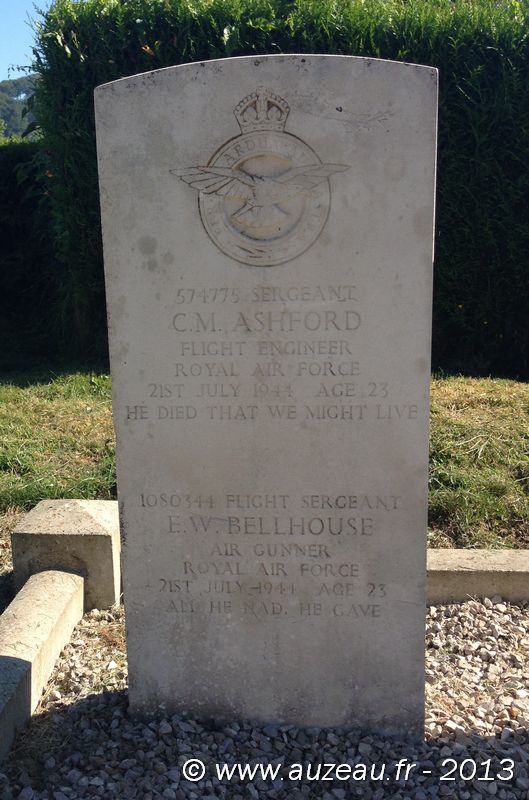 574775 SERGEANT
C.M. ASHFORD
FLIGHT ENGINEER
ROYAL AIR FORCE
21ST JULY 1944 AGE 23
HE DIED THAT WE MIGHT LIVE
1080344 FLIGHT SERGEANT
E.W. BELLHOUSE
AIR GUNNER
ROYAL AIR FORCE
21ST JULY 1944 AGE 23
ALL HE HAD, HE GAVE
© www.auzeau.fr - 2013